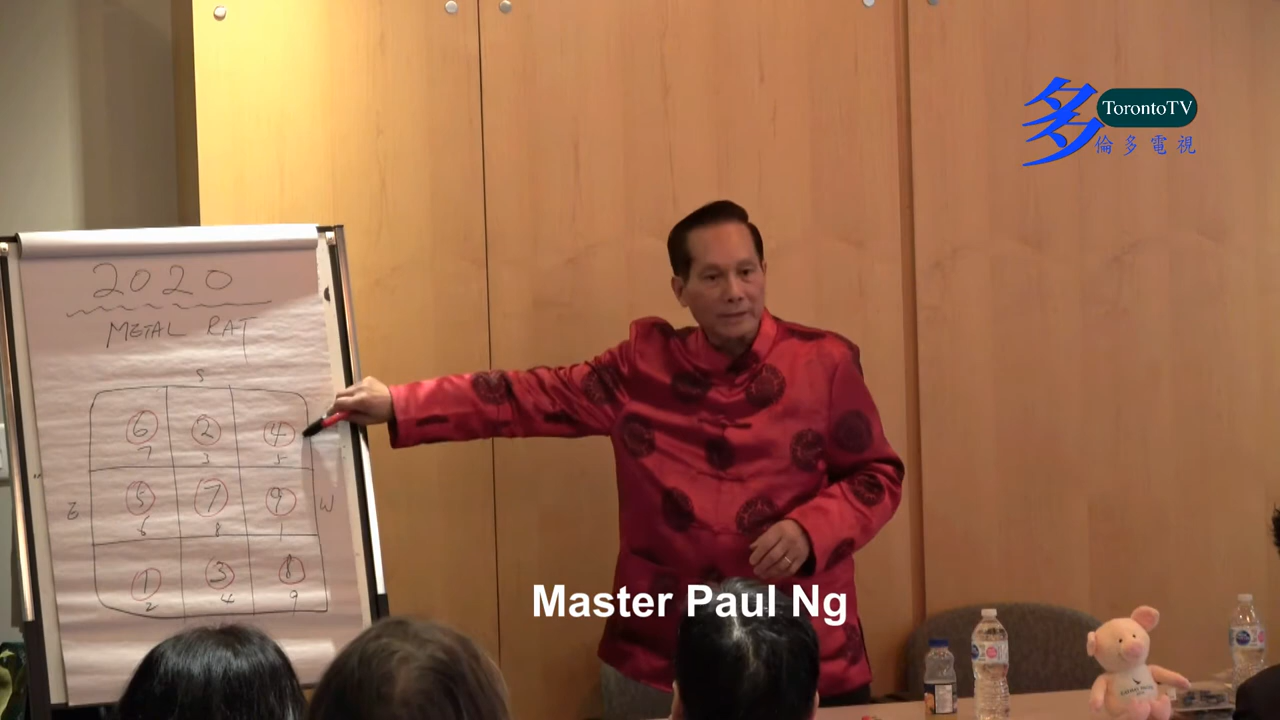 多 TorontoTV
倫多電視
2020
METAL RAT
S
6 2 4
7 3 5
E 5 7 9 W
6 8 1
1 3 8
2 4 9
Master Paul Ng